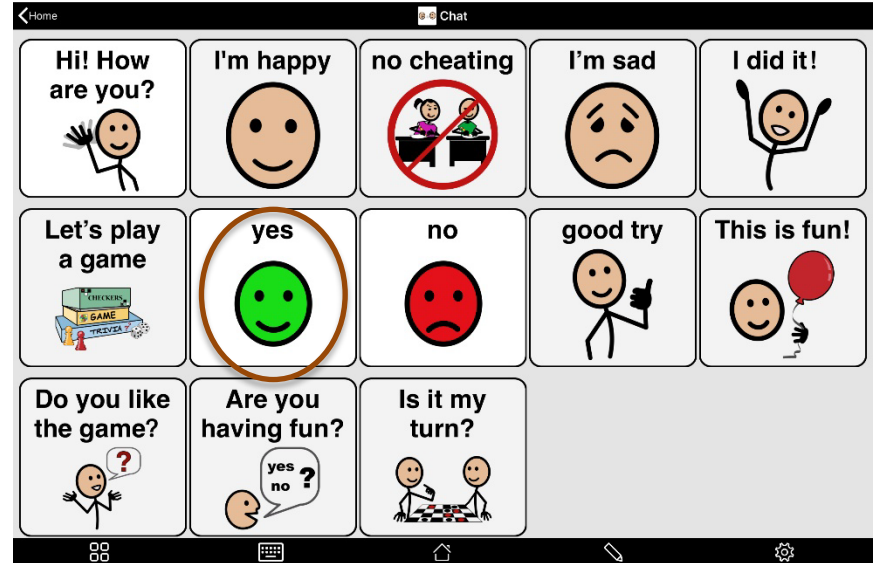 Home
Chat
Hi! How
are you?
I'm happy
no cheating
I’m sad
I did it!
Let’s play
a game
CHECKERS
GAME
TRIVIA
yes
no
good try
This is fun!
Do you like
the game?
?
Are you
having fun?
yes
no ?
Is it my
turn?